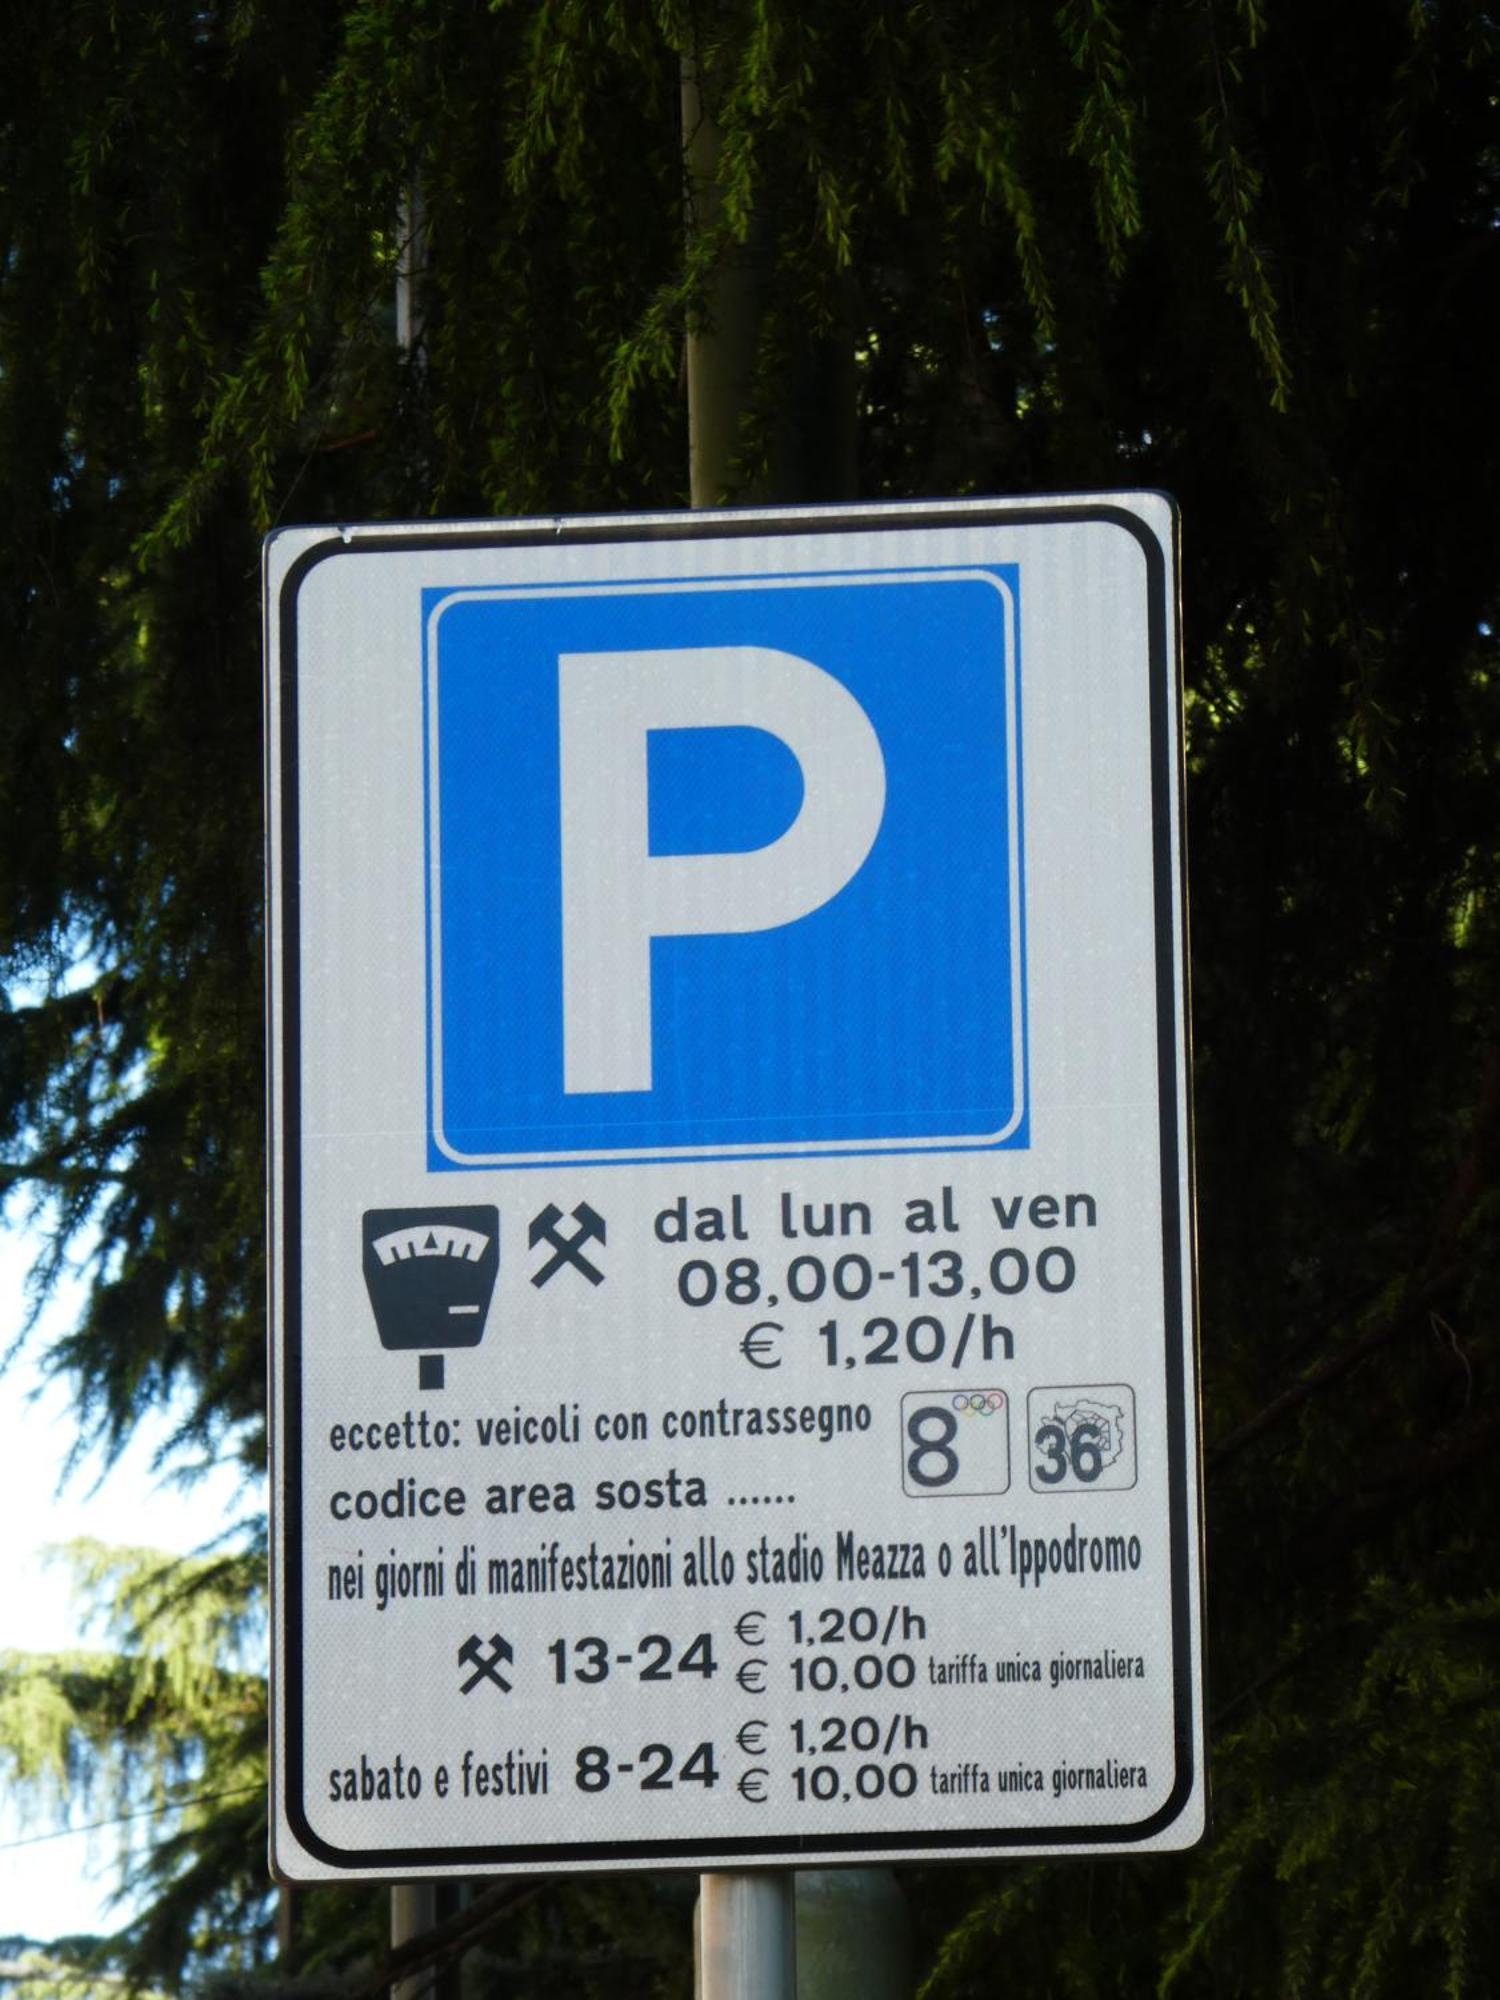 P
dal lun al ven
08,00-13,00
€ 1,20/h
eccetto: veicoli con contrassegno
codice area sosta ......
8 36
nei giorni di manifestazioni allo stadio Meazza o all'Ippodromo
13-24 € 1,20/h
€ 10,00 tariffa unica giornaliera
sabato e festivi 8-24 € 1,20/h
€ 10,00 tariffa unica giornaliera